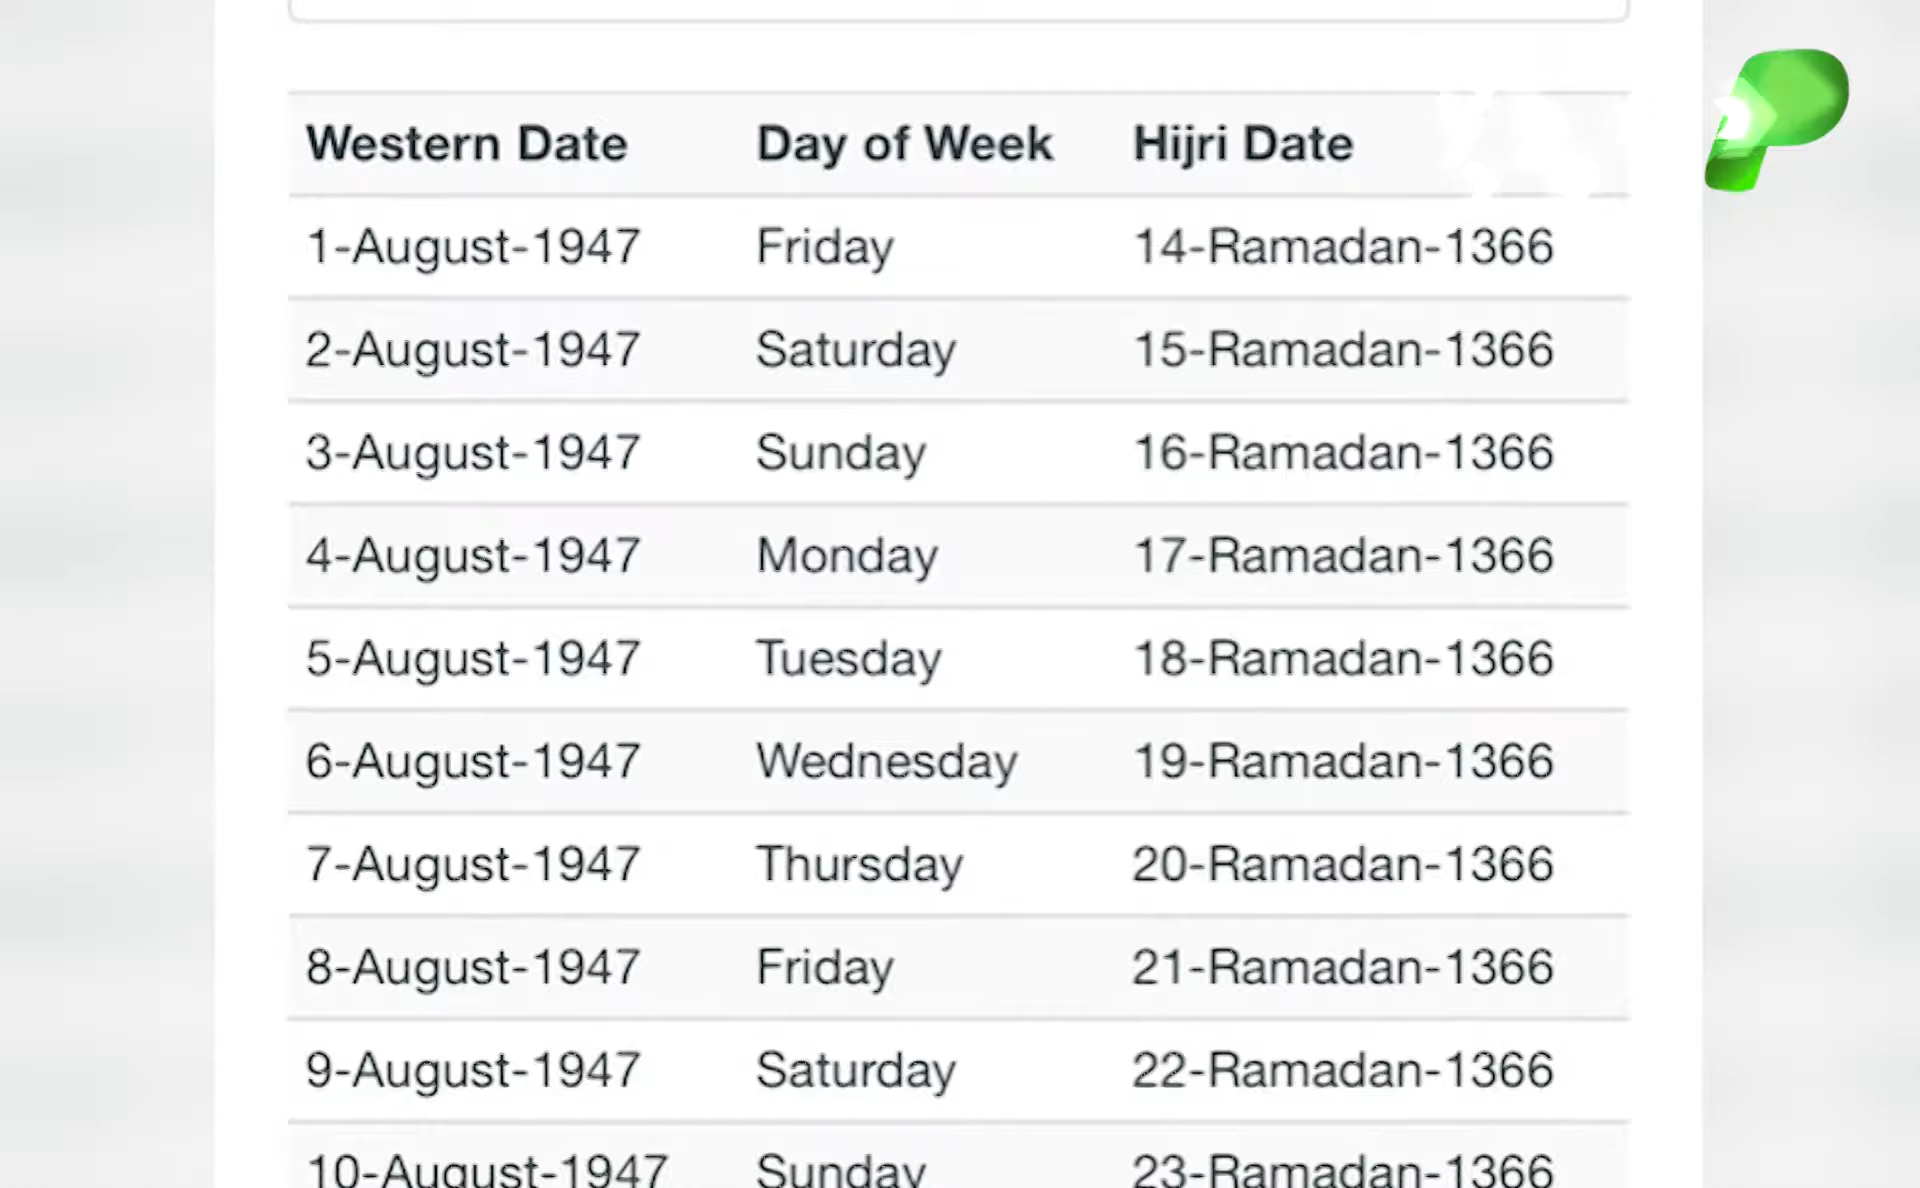 Western Date Day of Week Hijri Date
1-August-1947 Friday 14-Ramadan-1366
2-August-1947 Saturday 15-Ramadan-1366
3-August-1947 Sunday 16-Ramadan-1366
4-August-1947 Monday 17-Ramadan-1366
5-August-1947 Tuesday 18-Ramadan-1366
6-August-1947 Wednesday 19-Ramadan-1366
7-August-1947 Thursday 20-Ramadan-1366
8-August-1947 Friday 21-Ramadan-1366
9-August-1947 Saturday 22-Ramadan-1366
10-August-1947 Sunday 23-Ramadan-1366